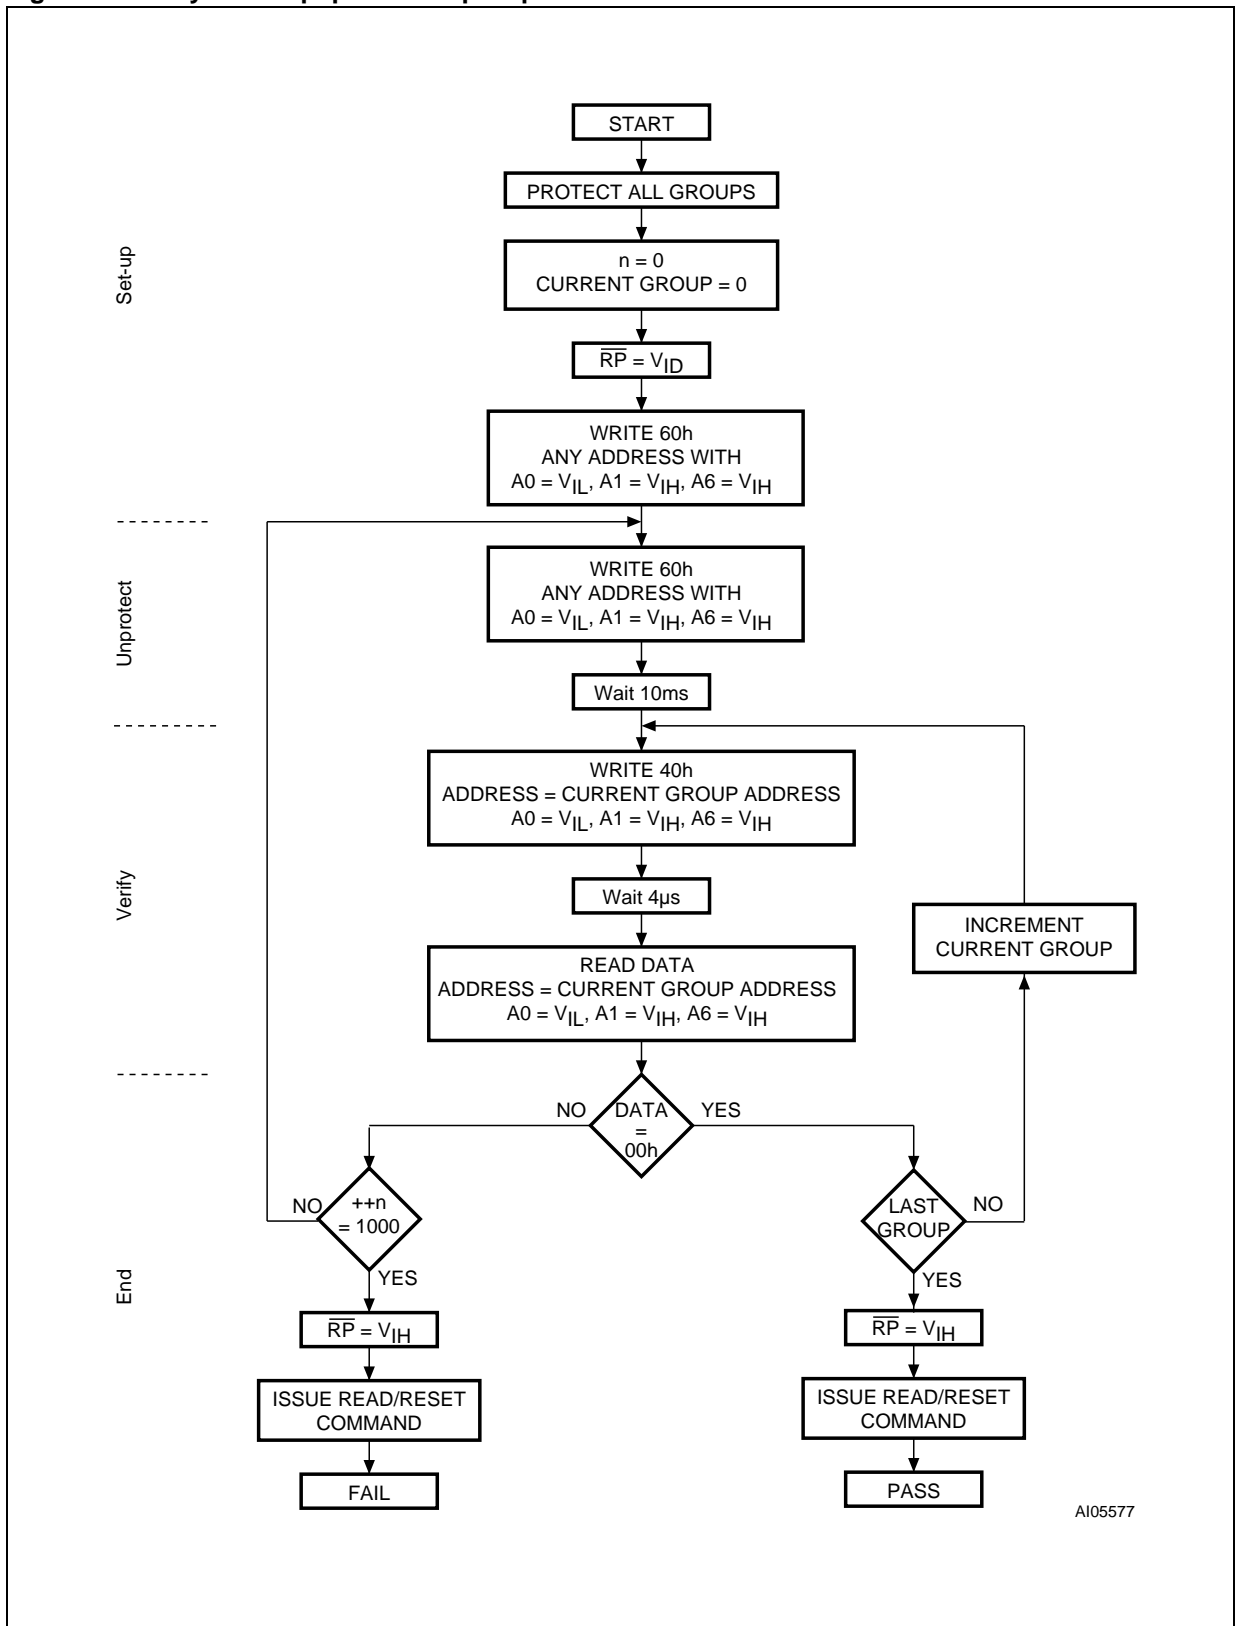 START
PROTECT ALL GROUPS
n = 0
CURRENT GROUP = 0
Set-up
RP = VID
WRITE 60h
ANY ADDRESS WITH
A0 = VIL, A1 = VIH, A6 = VIH
WRITE 60h
ANY ADDRESS WITH
A0 = VIL, A1 = VIH, A6 = VIH
Unprotect
Wait 10ms
WRITE 40h
ADDRESS = CURRENT GROUP ADDRESS
A0 = VIL, A1 = VIH, A6 = VIH
Verify
Wait 4µs
INCREMENT
CURRENT GROUP
READ DATA
ADDRESS = CURRENT GROUP ADDRESS
A0 = VIL, A1 = VIH, A6 = VIH
NO
DATA
=
00h
YES
NO
++n
= 1000
LAST
GROUP
NO
End
YES
YES
RP = VIH
RP = VIH
ISSUE READ/RESET
COMMAND
ISSUE READ/RESET
COMMAND
FAIL
PASS
AI05577